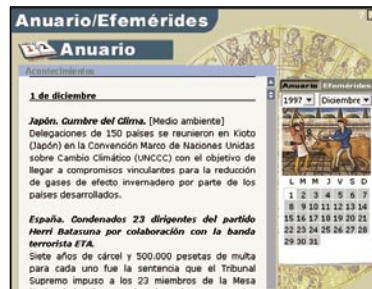 Anuario/Efemérides
Anuario
Acontecimientos
1 de diciembre
Japón. Cumbre del Clima. [Medio ambiente]
Delegaciones de 150 países se reunieron en Kioto
(Japón) en la Convención Marco de Naciones Unidas
sobre Cambio Climático (UNCCC) con el objetivo de
llegar a compromisos vinculantes para la reducción
de gases de efecto invernadero por parte de los
países desarrollados.
España. Condenados 23 dirigentes del partido
Herri Batasuna por colaboración con la banda
terrorista ETA.
Siete años de cárcel y 500.000 pesetas de multa
para cada uno fue la sentencia que el Tribunal
Supremo impuso a los 23 miembros de la Mesa
Anuario Efemérides
1997 Diciembre
L M M J V S D
1 2 3 4 5 6 7
8 9 10 11 12 13 14
15 16 17 18 19 20 21
22 23 24 25 26 27 28
29 30 31